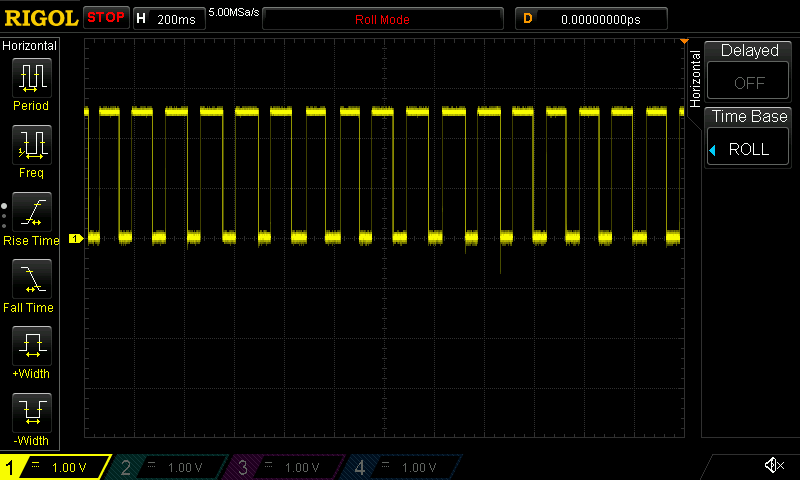 RIGOL STOP H 200ms 5.00MSa/s Roll Mode D 0.00000000ps
Horizontal
Period
Freq
Rise Time
Fall Time
+Width
-Width
1
Horizontal
Delayed
OFF
Time Base
ROLL
1 1.00 V 2 1.00 V 3 1.00 V 4 1.00 V